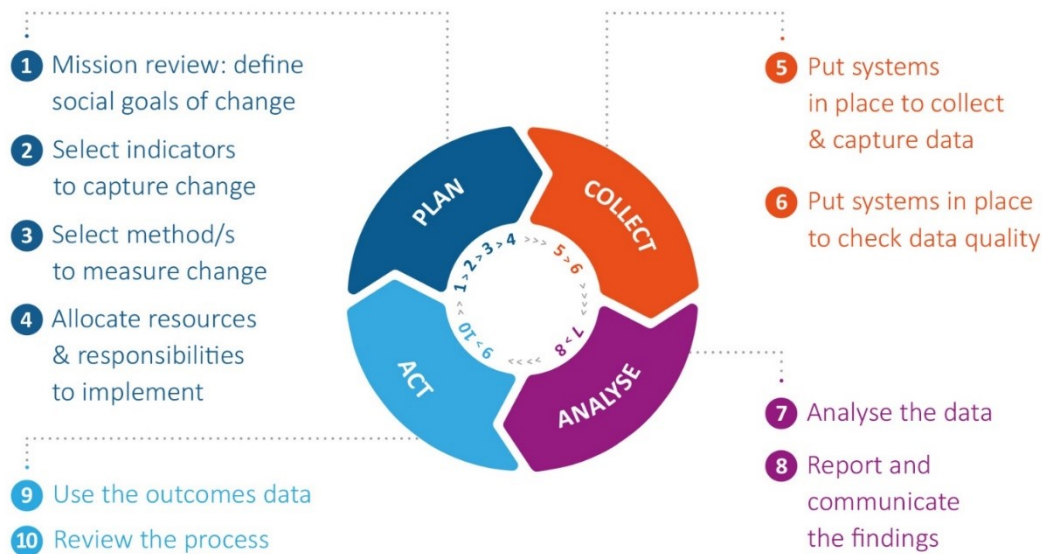 1 Mission review: define
social goals of change
2 Select indicators
to capture change
3 Select method/s
to measure change
4 Allocate resources
& responsibilities
to implement
5 Put systems
in place to collect
& capture data
6 Put systems in place
to check data quality
PLAN
COLLECT
ANALYSE
ACT
1 > 2 > 3 > 4 >>> 5 > 6 >>>>> 7 > 8 >>>> 9 > 10 >>
7 Analyse the data
8 Report and
communicate
the findings
9 Use the outcomes data
10 Review the process